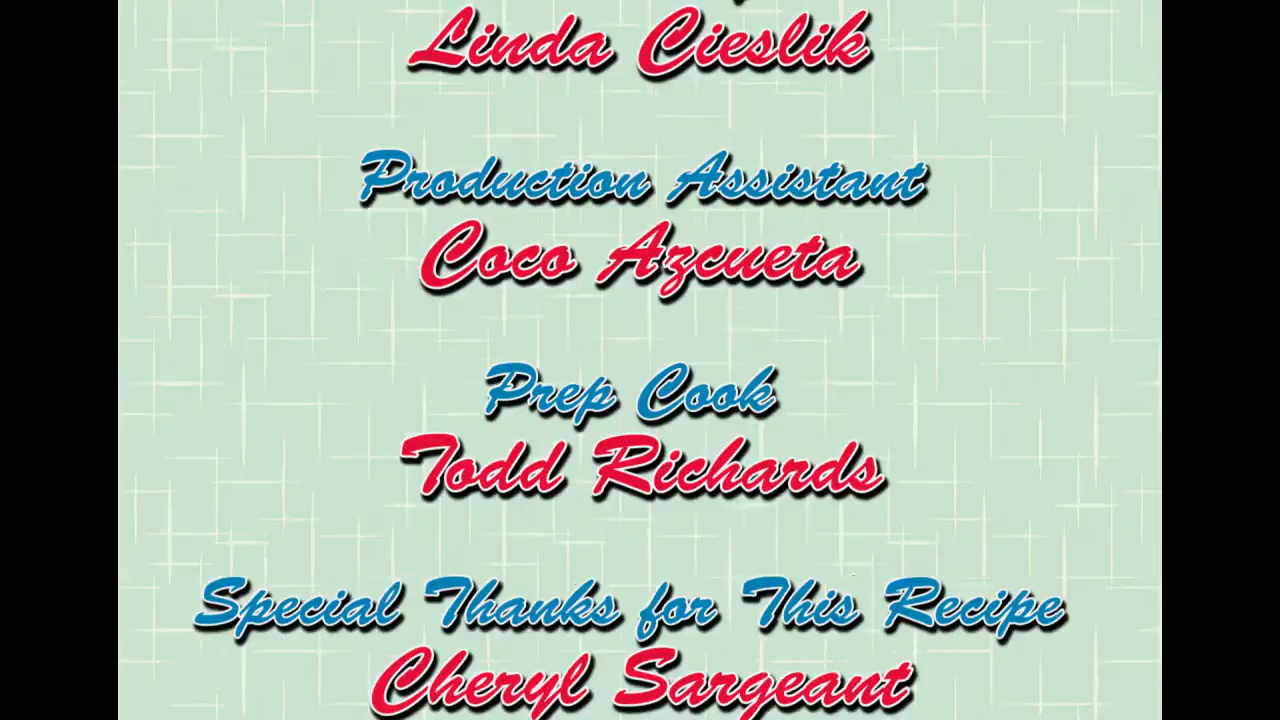 Linda Cieslik
Production Assistant
Coco Azcueta
Prep Cook
Todd Richards
Special Thanks for This Recipe
Cheryl Sargeant